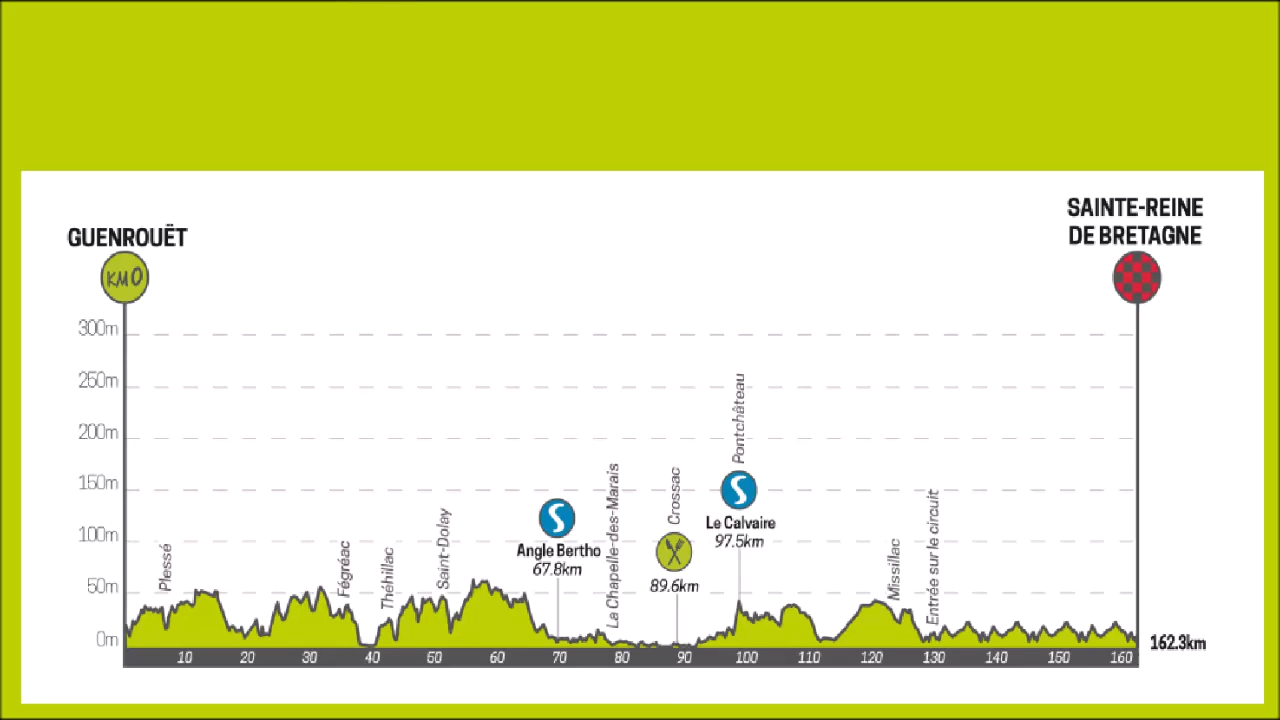 SAINTE-REINE
DE BRETAGNE
GUENROUËT
KM 0
300m
250m
200m
150m
100m
50m
0m
Plessé
Fégréac
Théhillac
Saint-Dolay
S
Angle Bertho
67.8km
La Chapelle-des-Marais
Crossac
89.6km
Pontchâteau
S
Le Calvaire
97.5km
Missillac
Entrée sur le circuit
162.3km
10 20 30 40 50 60 70 80 90 100 110 120 130 140 150 160